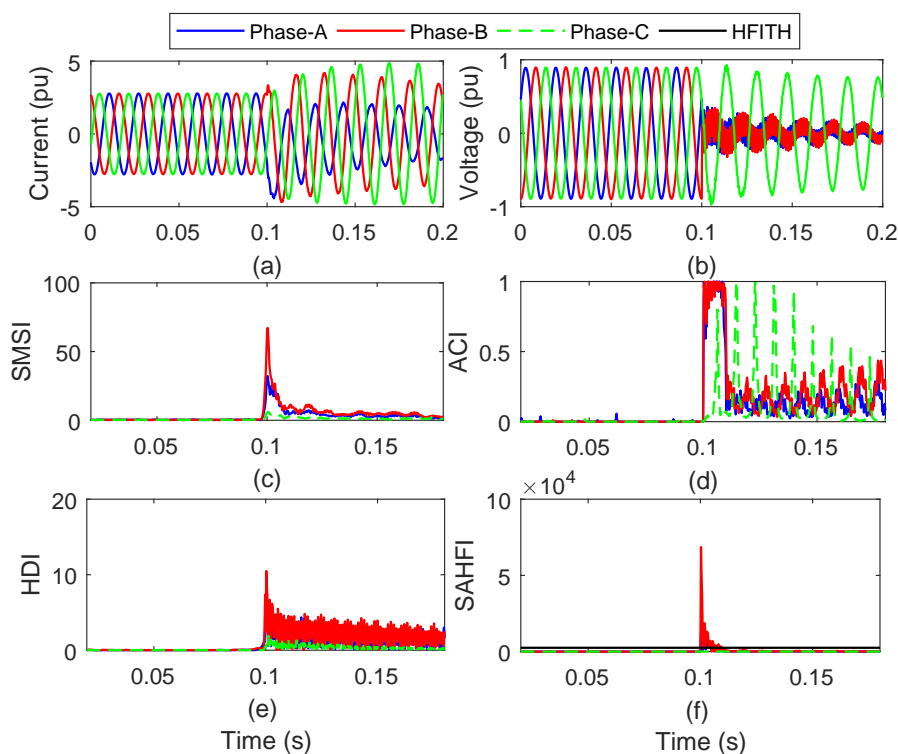 Phase-A Phase-B Phase-C HFITH
Current (pu)
5
0
-5
0 0.05 0.1 0.15 0.2
(a)
Voltage (pu)
1
0
-1
0 0.05 0.1 0.15 0.2
(b)
SMSI
100
50
0
0.05 0.1 0.15
(c)
ACI
1
0.5
0
0.05 0.1 0.15
(d)
HDI
20
10
0
0.05 0.1 0.15
(e)
Time (s)
SAHFI
×10⁴
10
5
0
0.05 0.1 0.15
(f)
Time (s)